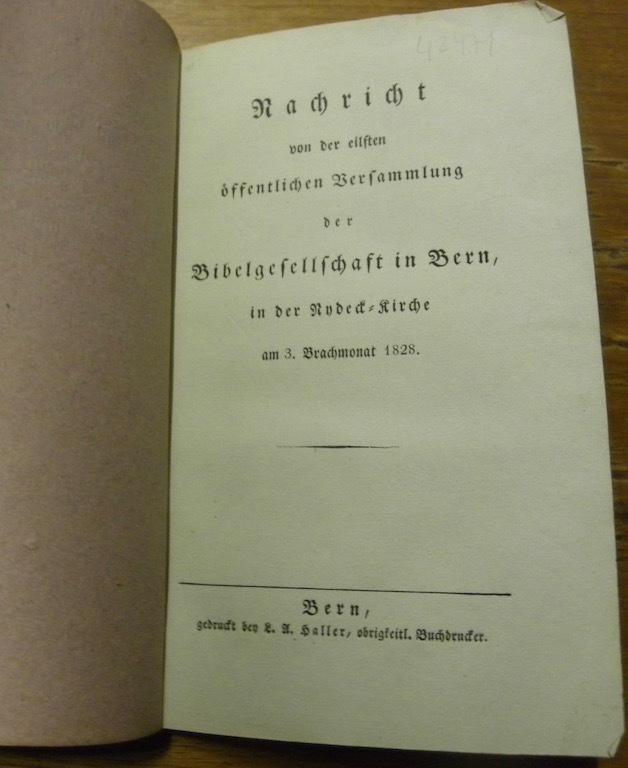 42471
Nachricht
von der eilften
öffentlichen Versammlung
der
Bibelgesellschaft in Bern,
in der Nydeck-Kirche
am 3. Brachmonat 1828.
Bern,
gedruckt bey L. A. Haller, obrigkeitl. Buchdrucker.